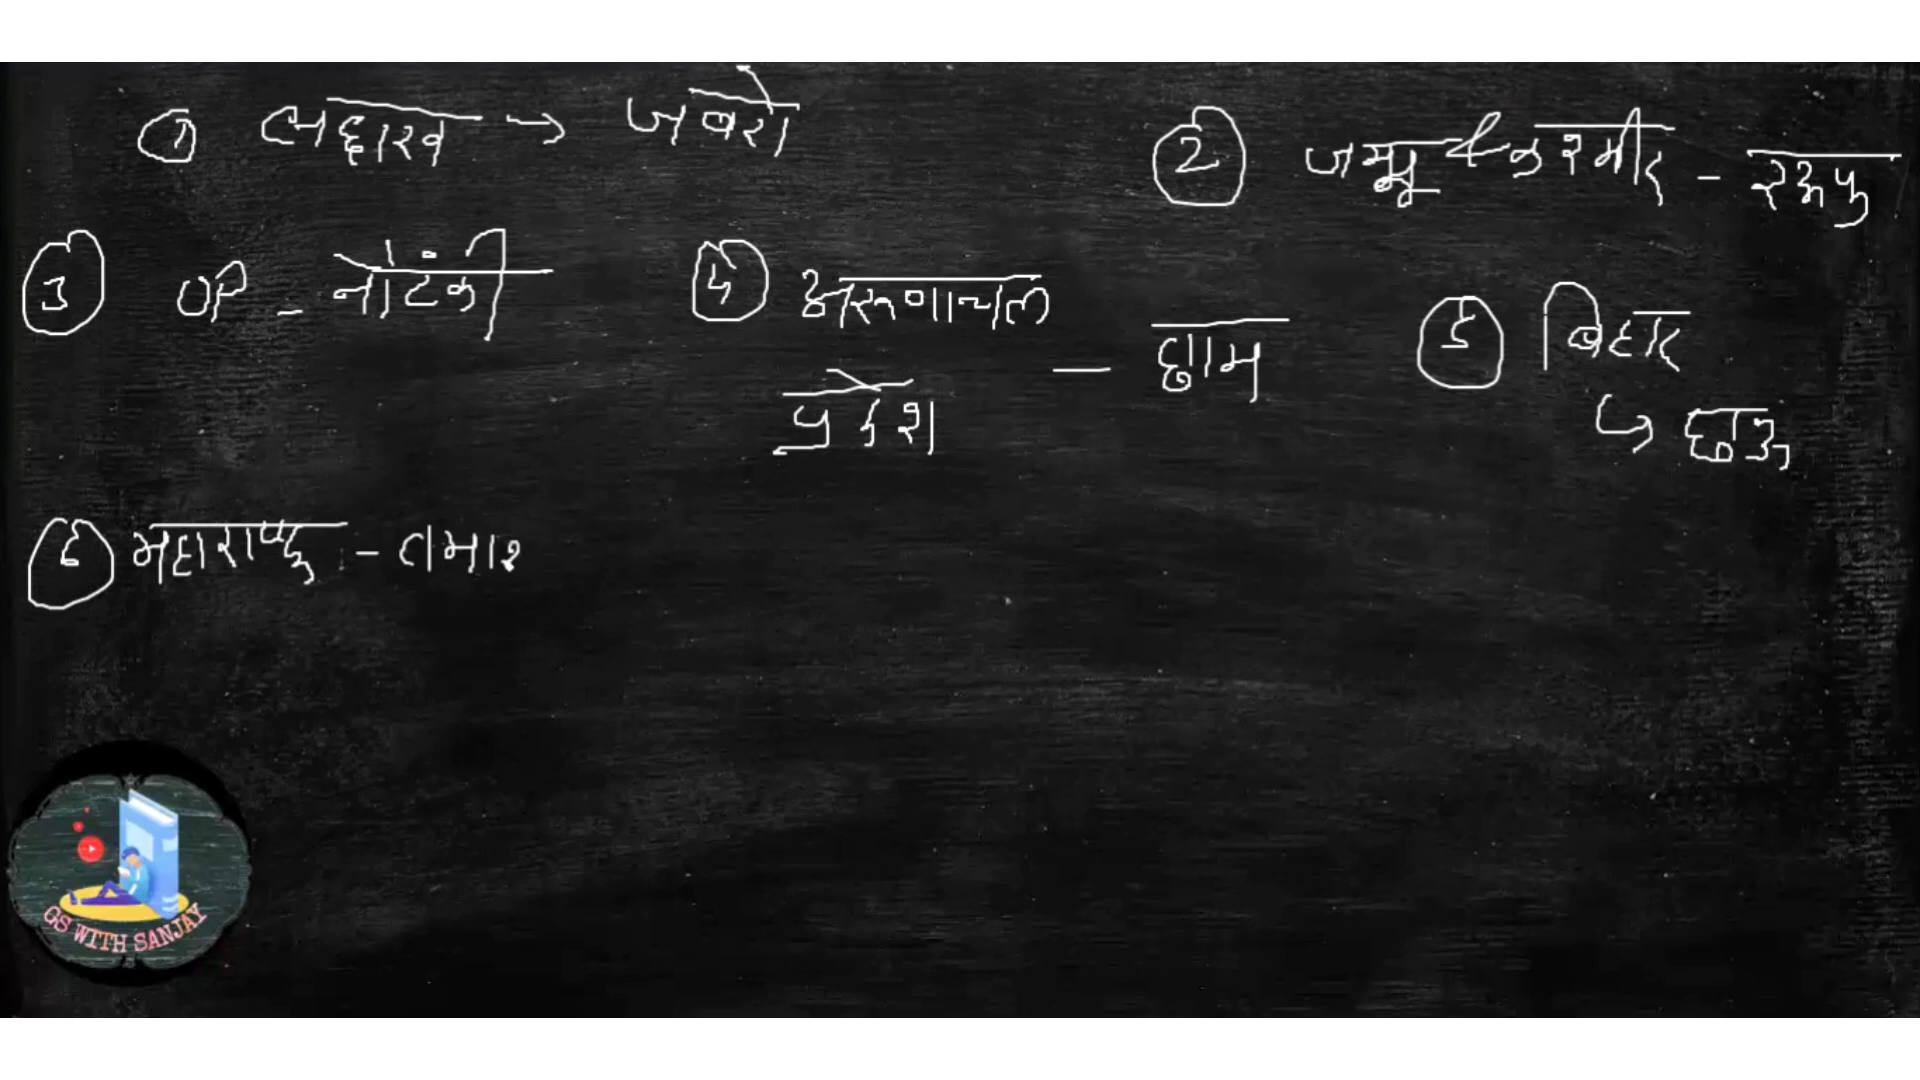 ① लद्दाख → जबरो
② जम्मू & कश्मीर - रऊफ
③ UP - नौटंकी
④ अरुणाचल प्रदेश — छाम
⑤ बिहार
↳ छऊ
⑥ महाराष्ट्र - तमाश
GS WITH SANJAY